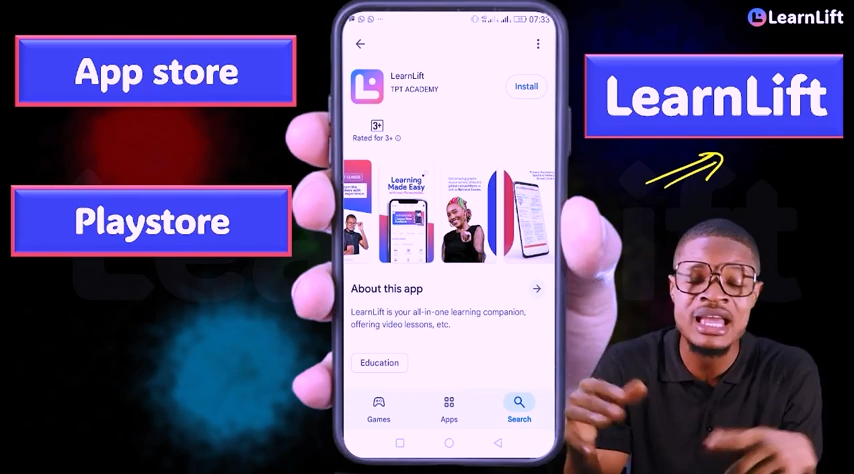 LearnLift
App store
Playstore
LearnLift
07:33
LearnLift
TPT ACADEMY
Install
3+
Rated for 3+
Learning
Made Easy
About this app
LearnLift is your all-in-one learning companion,
offering video lessons, etc.
Education
Games
Apps
Search